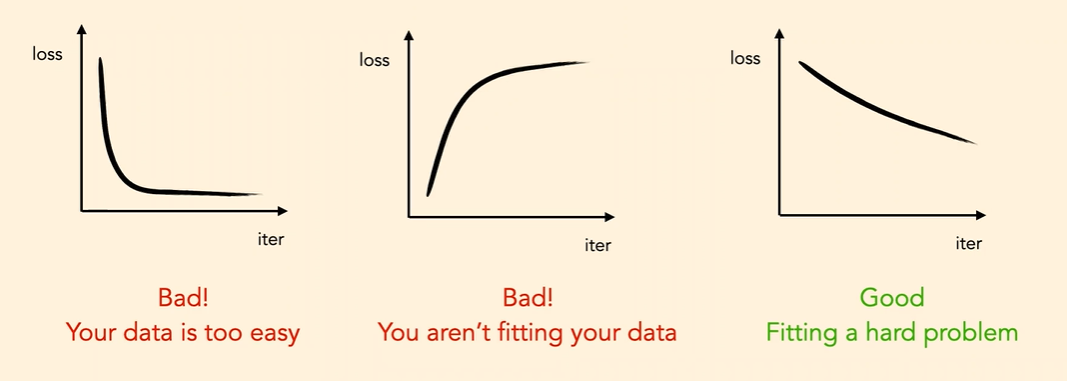 loss
iter
Bad!
Your data is too easy
loss
iter
Bad!
You aren't fitting your data
loss
iter
Good
Fitting a hard problem